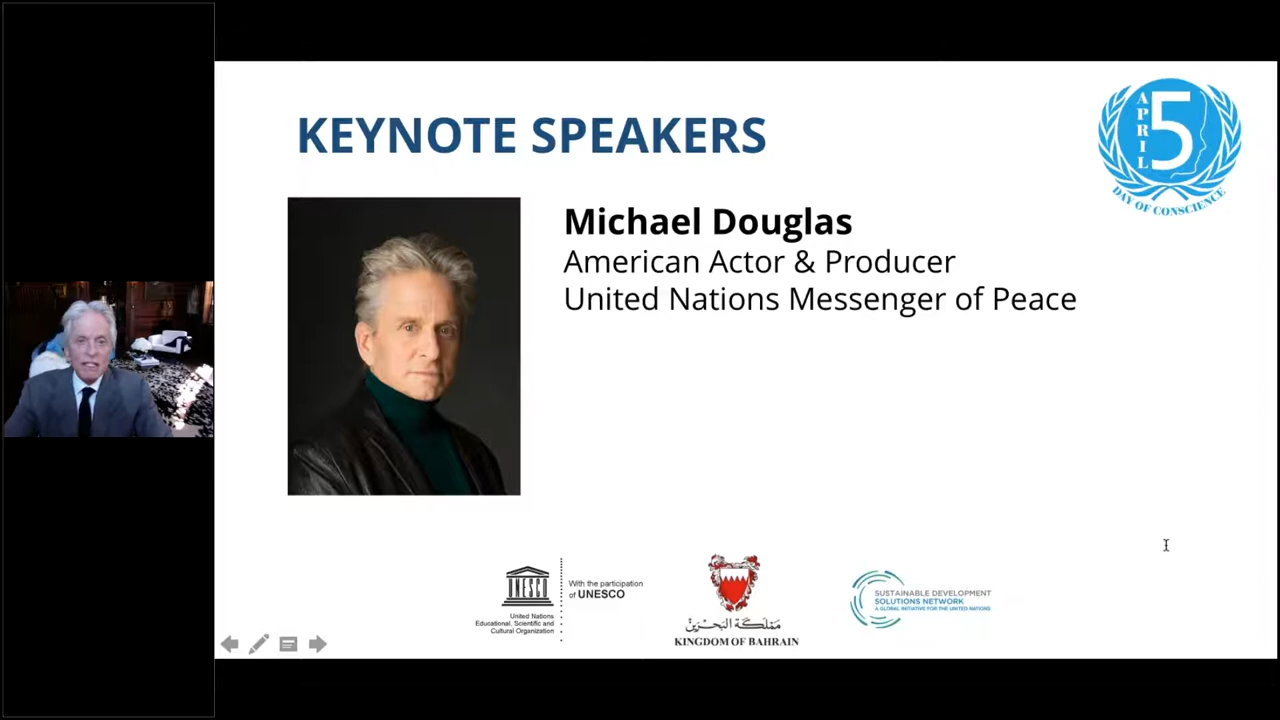 KEYNOTE SPEAKERS
APRIL
5
DAY OF CONSCIENCE
Michael Douglas
American Actor & Producer
United Nations Messenger of Peace
UNESCO
United Nations
Educational, Scientific and
Cultural Organization
With the participation
of UNESCO
مملكة البحرين
KINGDOM OF BAHRAIN
SUSTAINABLE DEVELOPMENT
SOLUTIONS NETWORK
A GLOBAL INITIATIVE FOR THE UNITED NATIONS